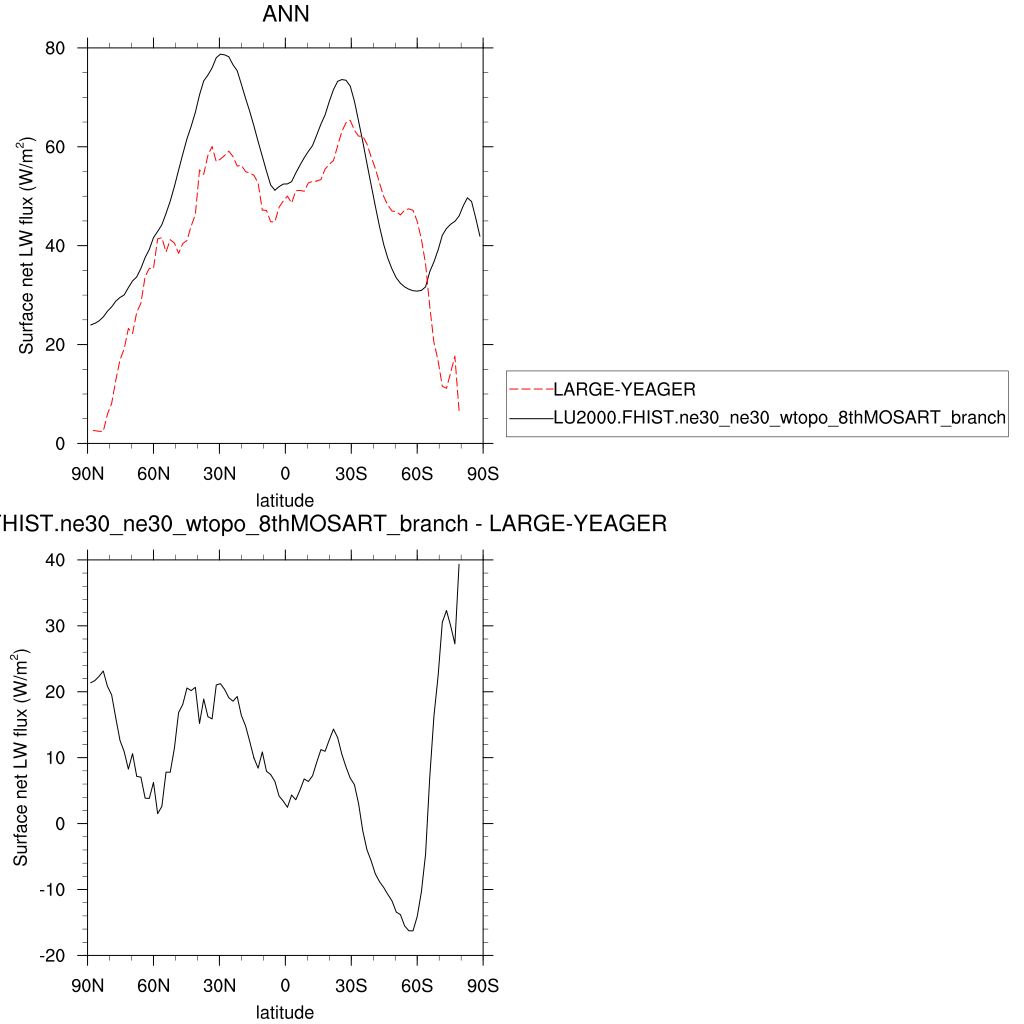 ANN
Surface net LW flux (W/m²)
80
60
40
20
0
90N 60N 30N 0 30S 60S 90S
latitude
LARGE-YEAGER
LU2000.FHIST.ne30_ne30_wtopo_8thMOSART_branch
HIST.ne30_ne30_wtopo_8thMOSART_branch - LARGE-YEAGER
Surface net LW flux (W/m²)
40
30
20
10
0
-10
-20
90N 60N 30N 0 30S 60S 90S
latitude